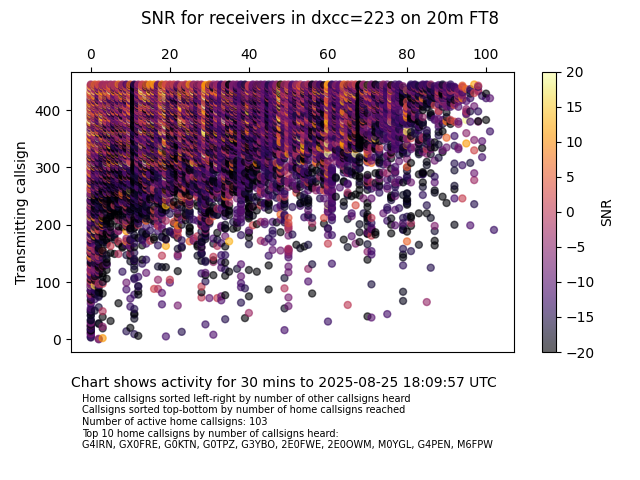 SNR for receivers in dxcc=223 on 20m FT8
0 20 40 60 80 100
400
300
200
100
0
Transmitting callsign
20
15
10
5
0
−5
−10
−15
−20
SNR
Chart shows activity for 30 mins to 2025-08-25 18:09:57 UTC
Home callsigns sorted left-right by number of other callsigns heard
Callsigns sorted top-bottom by number of home callsigns reached
Number of active home callsigns: 103
Top 10 home callsigns by number of callsigns heard:
G4IRN, GX0FRE, G0KTN, G0TPZ, G3YBO, 2E0FWE, 2E0OWM, M0YGL, G4PEN, M6FPW